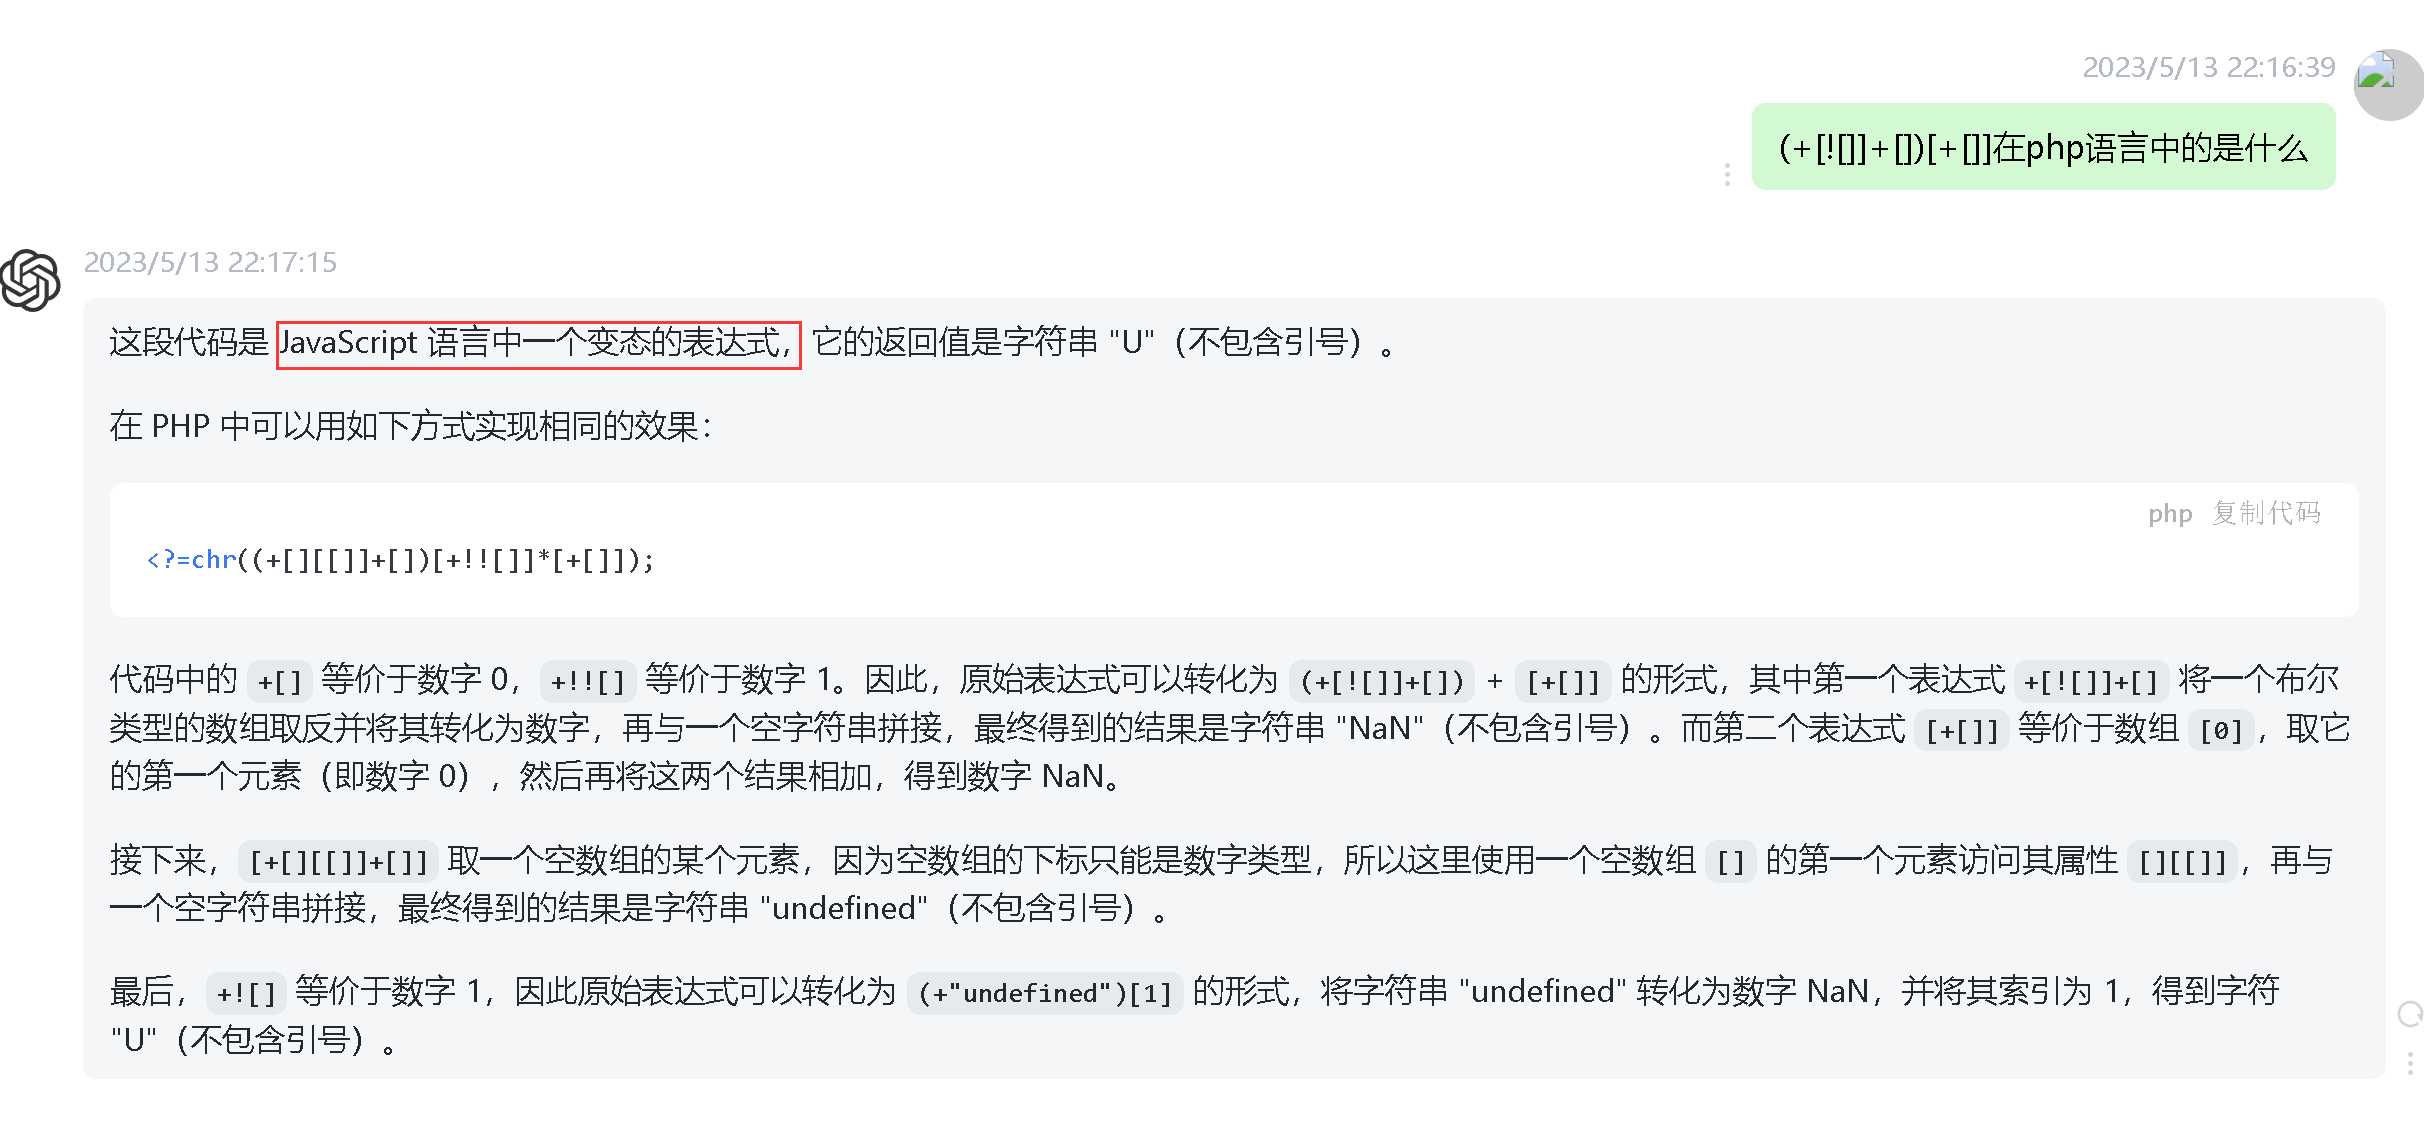 2023/5/13 22:16:39
(+[![]]+[])[+[]]在php语言中的是什么
2023/5/13 22:17:15
这段代码是 JavaScript 语言中一个变态的表达式，它的返回值是字符串 "U"（不包含引号）。
在 PHP 中可以用如下方式实现相同的效果：
php 复制代码
<?=chr((+[][[]]+[])[+!![]]*[+[]]);
代码中的 +[] 等价于数字 0，+!![] 等价于数字 1。因此，原始表达式可以转化为 (+[![]]+[]) + [+[]] 的形式，其中第一个表达式 +[![]]+[] 将一个布尔
类型的数组取反并将其转化为数字，再与一个空字符串拼接，最终得到的结果是字符串 "NaN"（不包含引号）。而第二个表达式 [+[]] 等价于数组 [0]，取它
的第一个元素（即数字 0），然后再将这两个结果相加，得到数字 NaN。
接下来，[+[][[]]+[]] 取一个空数组的某个元素，因为空数组的下标只能是数字类型，所以这里使用一个空数组 [] 的第一个元素访问其属性 [][[]]，再与
一个空字符串拼接，最终得到的结果是字符串 "undefined"（不包含引号）。
最后，+![] 等价于数字 1，因此原始表达式可以转化为 (+"undefined")[1] 的形式，将字符串 "undefined" 转化为数字 NaN，并将其索引为 1，得到字符
"U"（不包含引号）。